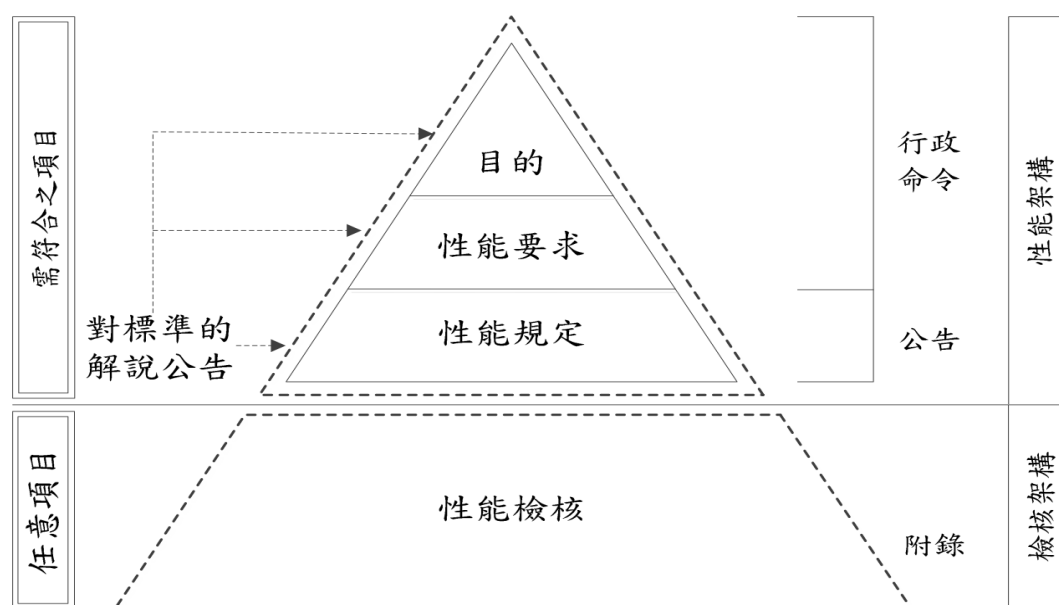 需符合之項目
目的
性能要求
性能規定
對標準的
解說公告
行政
命令
公告
性能架構
任意項目
性能檢核
附錄
檢核架構